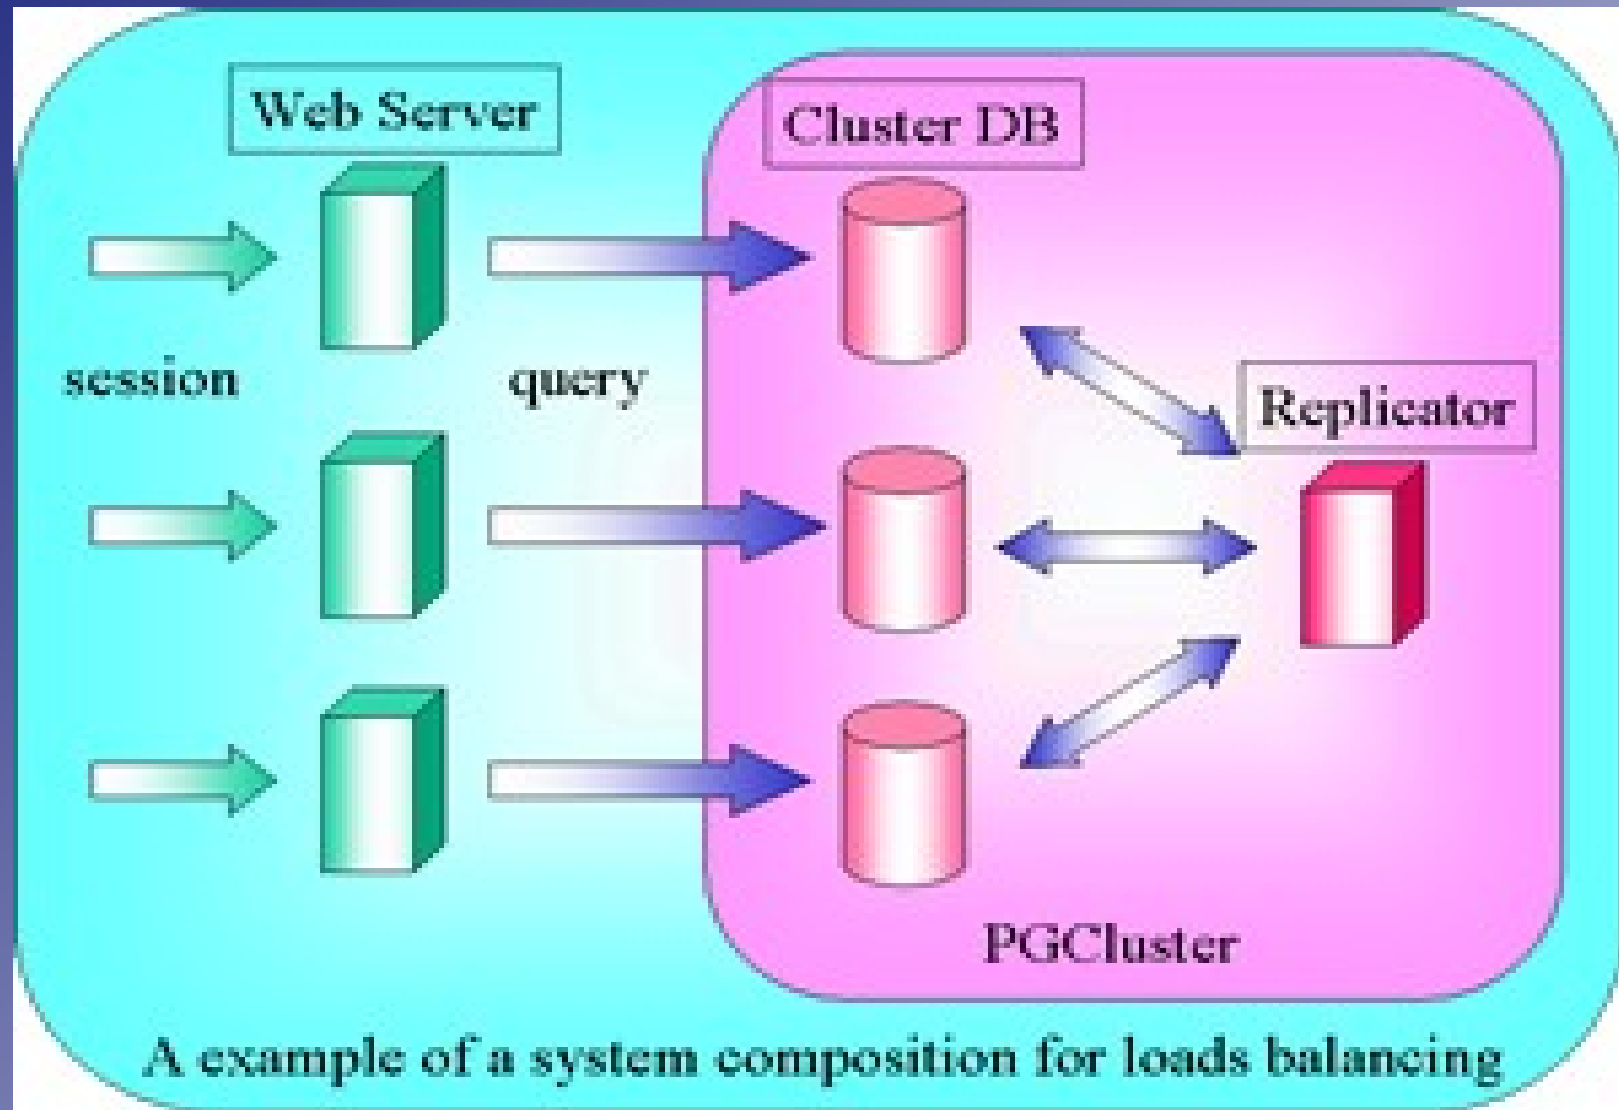 Web Server
Cluster DB
session
query
Replicator
PGCluster
A example of a system composition for loads balancing